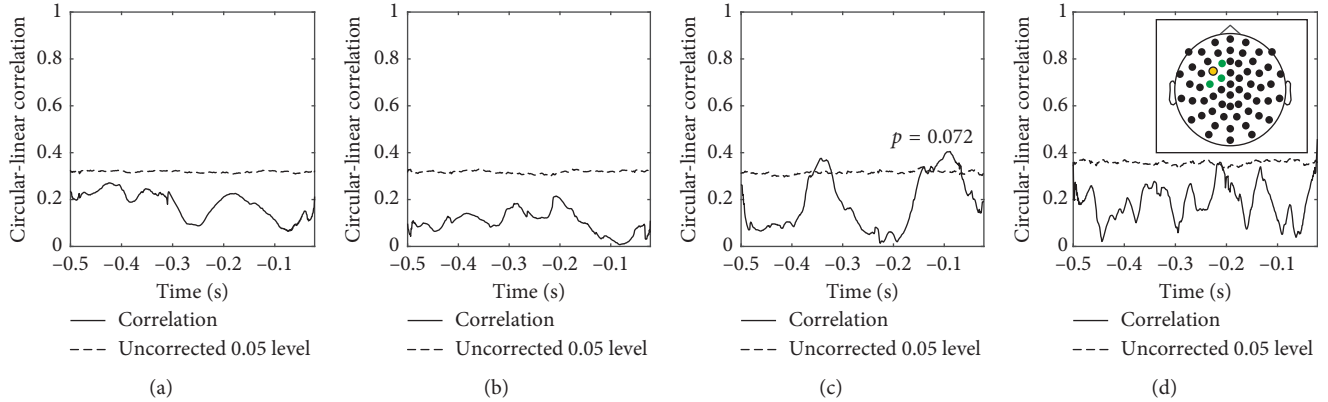 Circular-linear correlation
1
0.8
0.6
0.4
0.2
0
−0.5 −0.4 −0.3 −0.2 −0.1
Time (s)
Correlation
Uncorrected 0.05 level
(a)
Circular-linear correlation
1
0.8
0.6
0.4
0.2
0
−0.5 −0.4 −0.3 −0.2 −0.1
Time (s)
Correlation
Uncorrected 0.05 level
(b)
Circular-linear correlation
1
0.8
0.6
0.4
0.2
0
p = 0.072
−0.5 −0.4 −0.3 −0.2 −0.1
Time (s)
Correlation
Uncorrected 0.05 level
(c)
Circular-linear correlation
1
0.8
0.6
0.4
0.2
0
−0.5 −0.4 −0.3 −0.2 −0.1
Time (s)
Correlation
Uncorrected 0.05 level
(d)